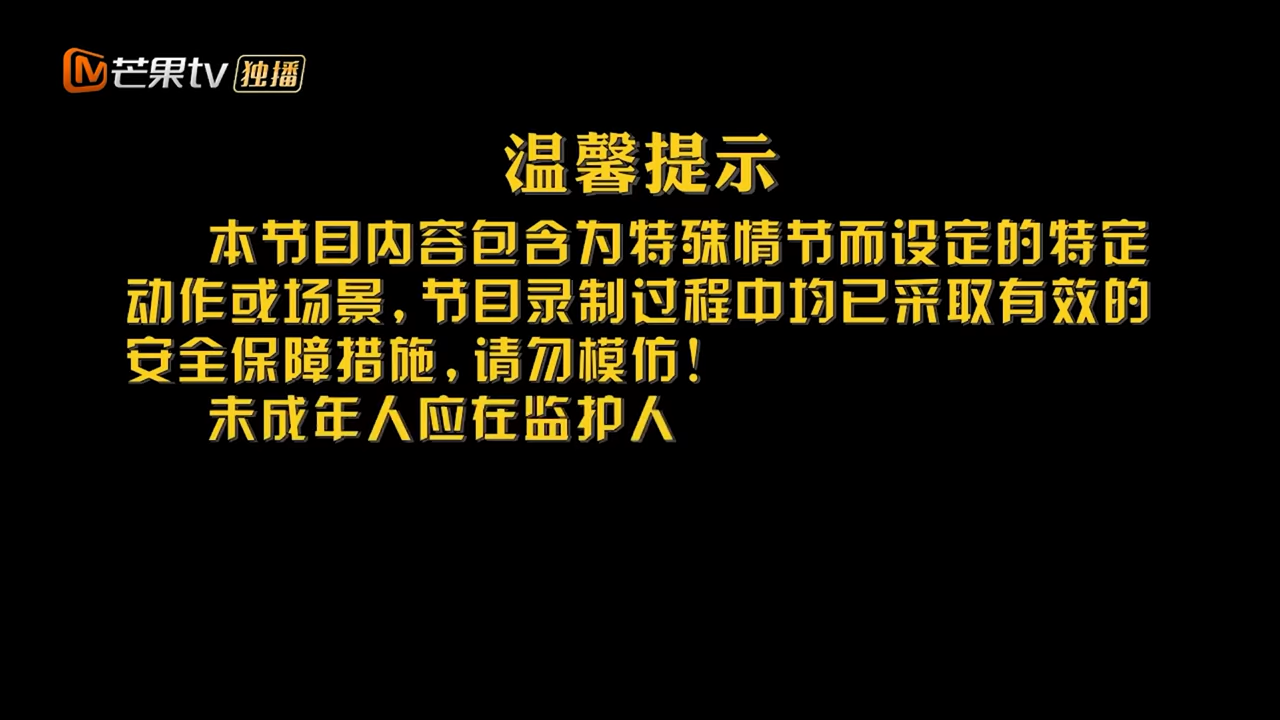 芒果tv 独播
温馨提示
本节目内容包含为特殊情节而设定的特定
动作或场景,节目录制过程中均已采取有效的
安全保障措施,请勿模仿!
未成年人应在监护人